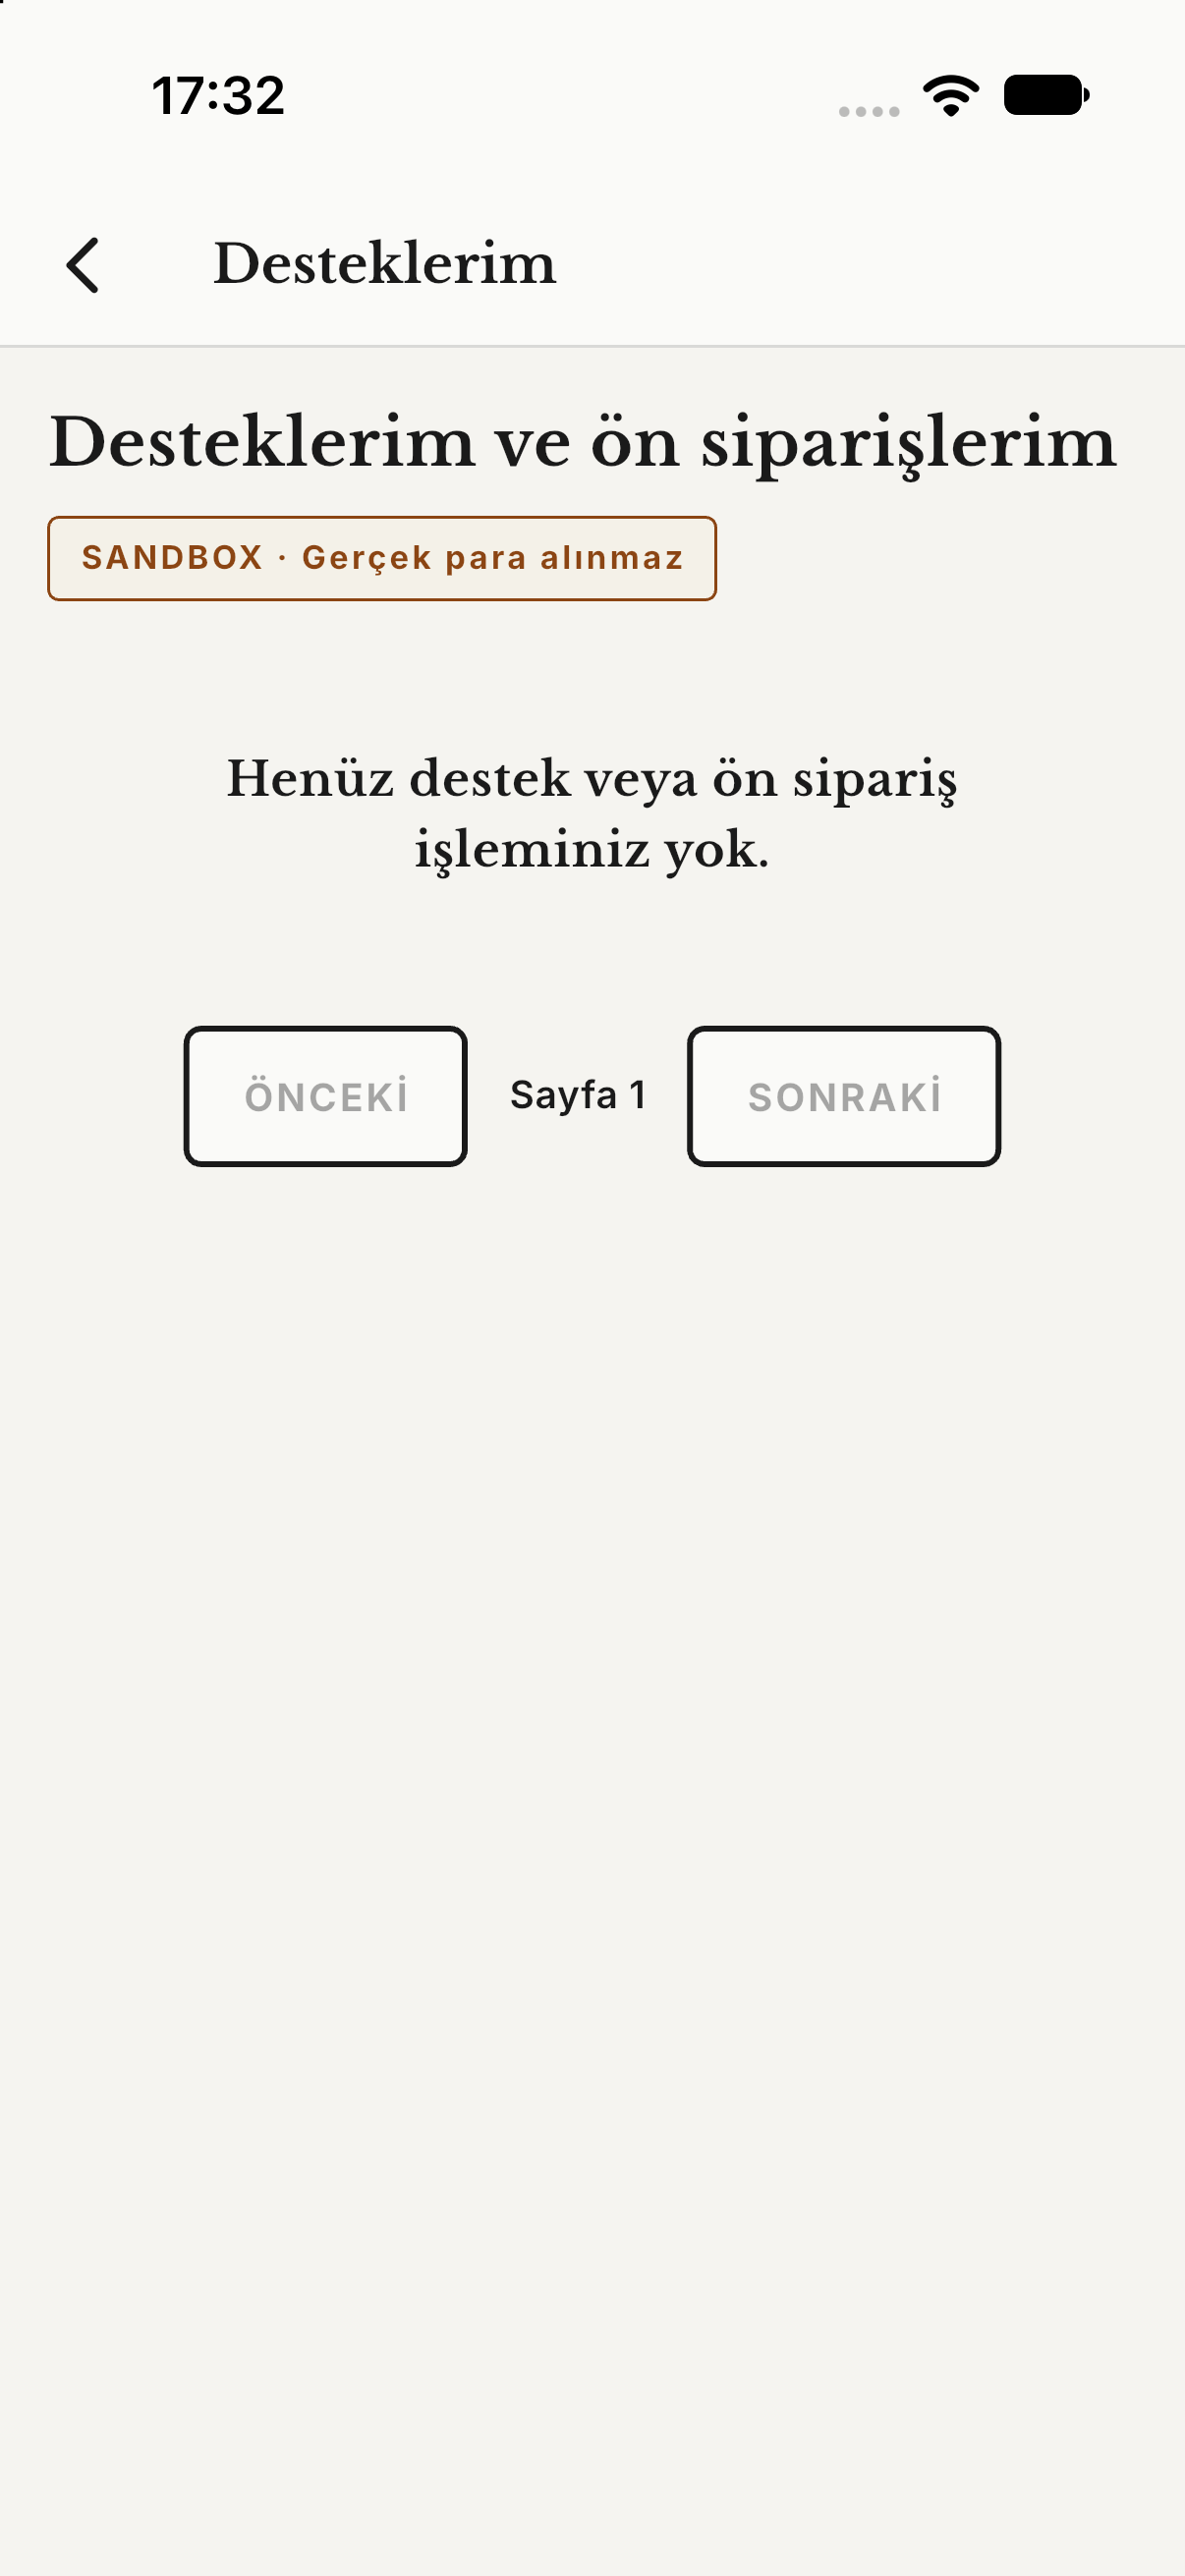 17:32
Desteklerim
Desteklerim ve ön siparişlerim
SANDBOX · Gerçek para alınmaz
Henüz destek veya ön sipariş
işleminiz yok.
ÖNCEKİ
Sayfa 1
SONRAKİ